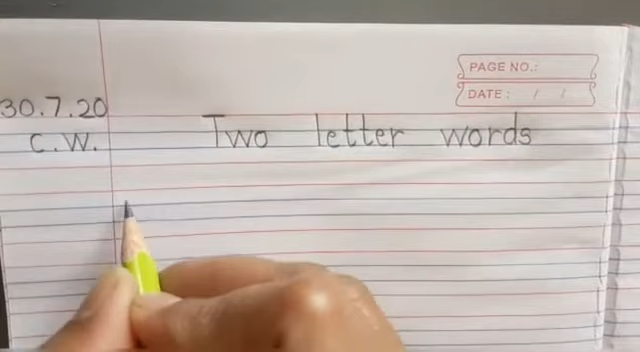 PAGE NO.:
DATE : / /
30.7.20
C.W.
Two letter words